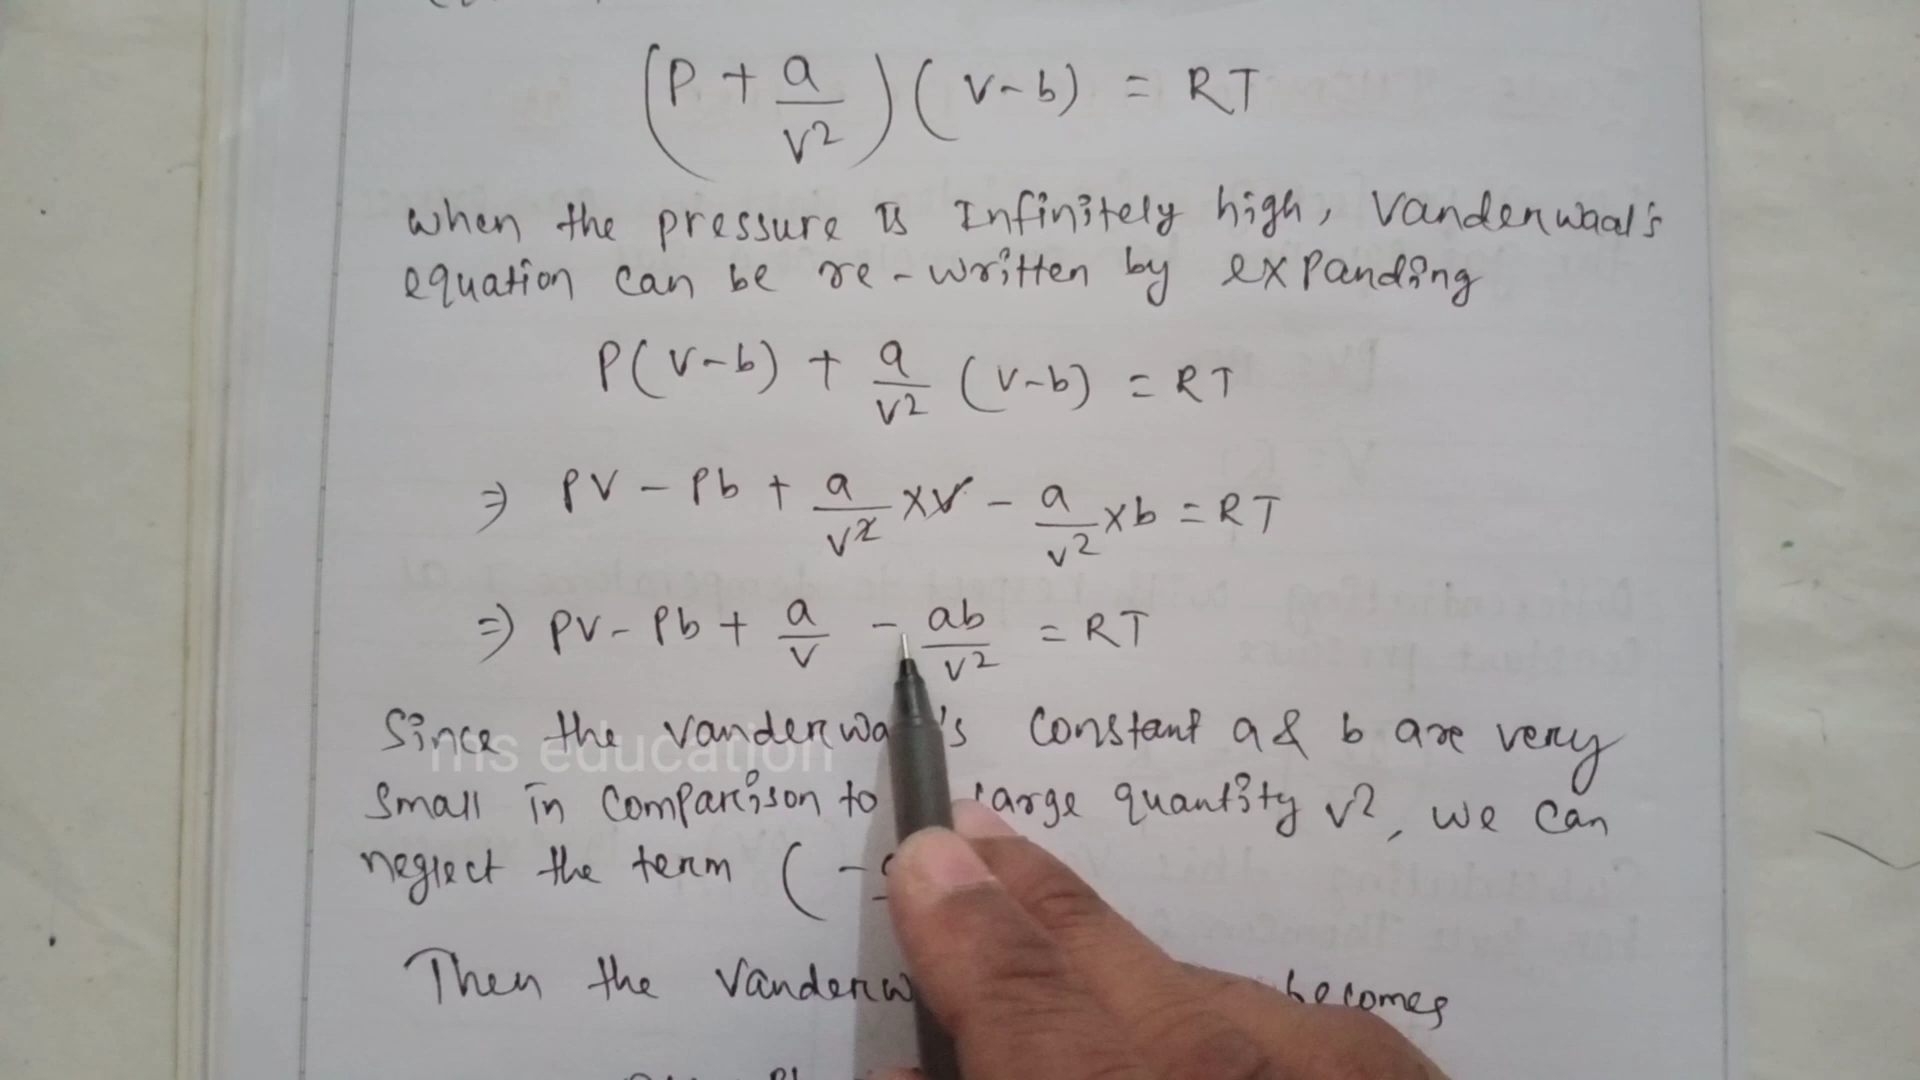 (P + a/v²)(v-b) = RT
When the pressure is Infinitely high, Vanderwaal's
equation can be re-written by expanding
P(v-b) + a/v² (v-b) = RT
⇒ PV - Pb + a/v² × v - a/v² × b = RT
⇒ PV - Pb + a/v - ab/v² = RT
Since the constant a & b are very
ms education
Small in Comparison to large quantity v², we can
neglect the term ( -
Then the becomes